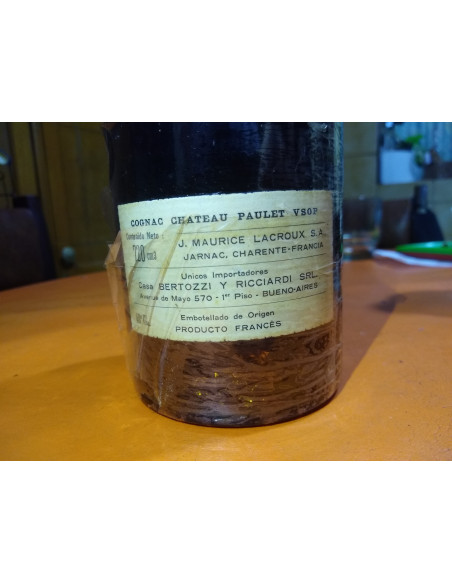 COGNAC CHATEAU PAULET VSOP
Contenido Neto :
720 cm3
J. MAURICE LACROUX S.A.
JARNAC, CHARENTE-FRANCIA
Unicos Importadores
Casa BERTOZZI Y RICCIARDI SRL.
Avenida de Mayo 570 - 1er Piso - BUENO-AIRES
Embotellado de Origen
PRODUCTO FRANCÉS